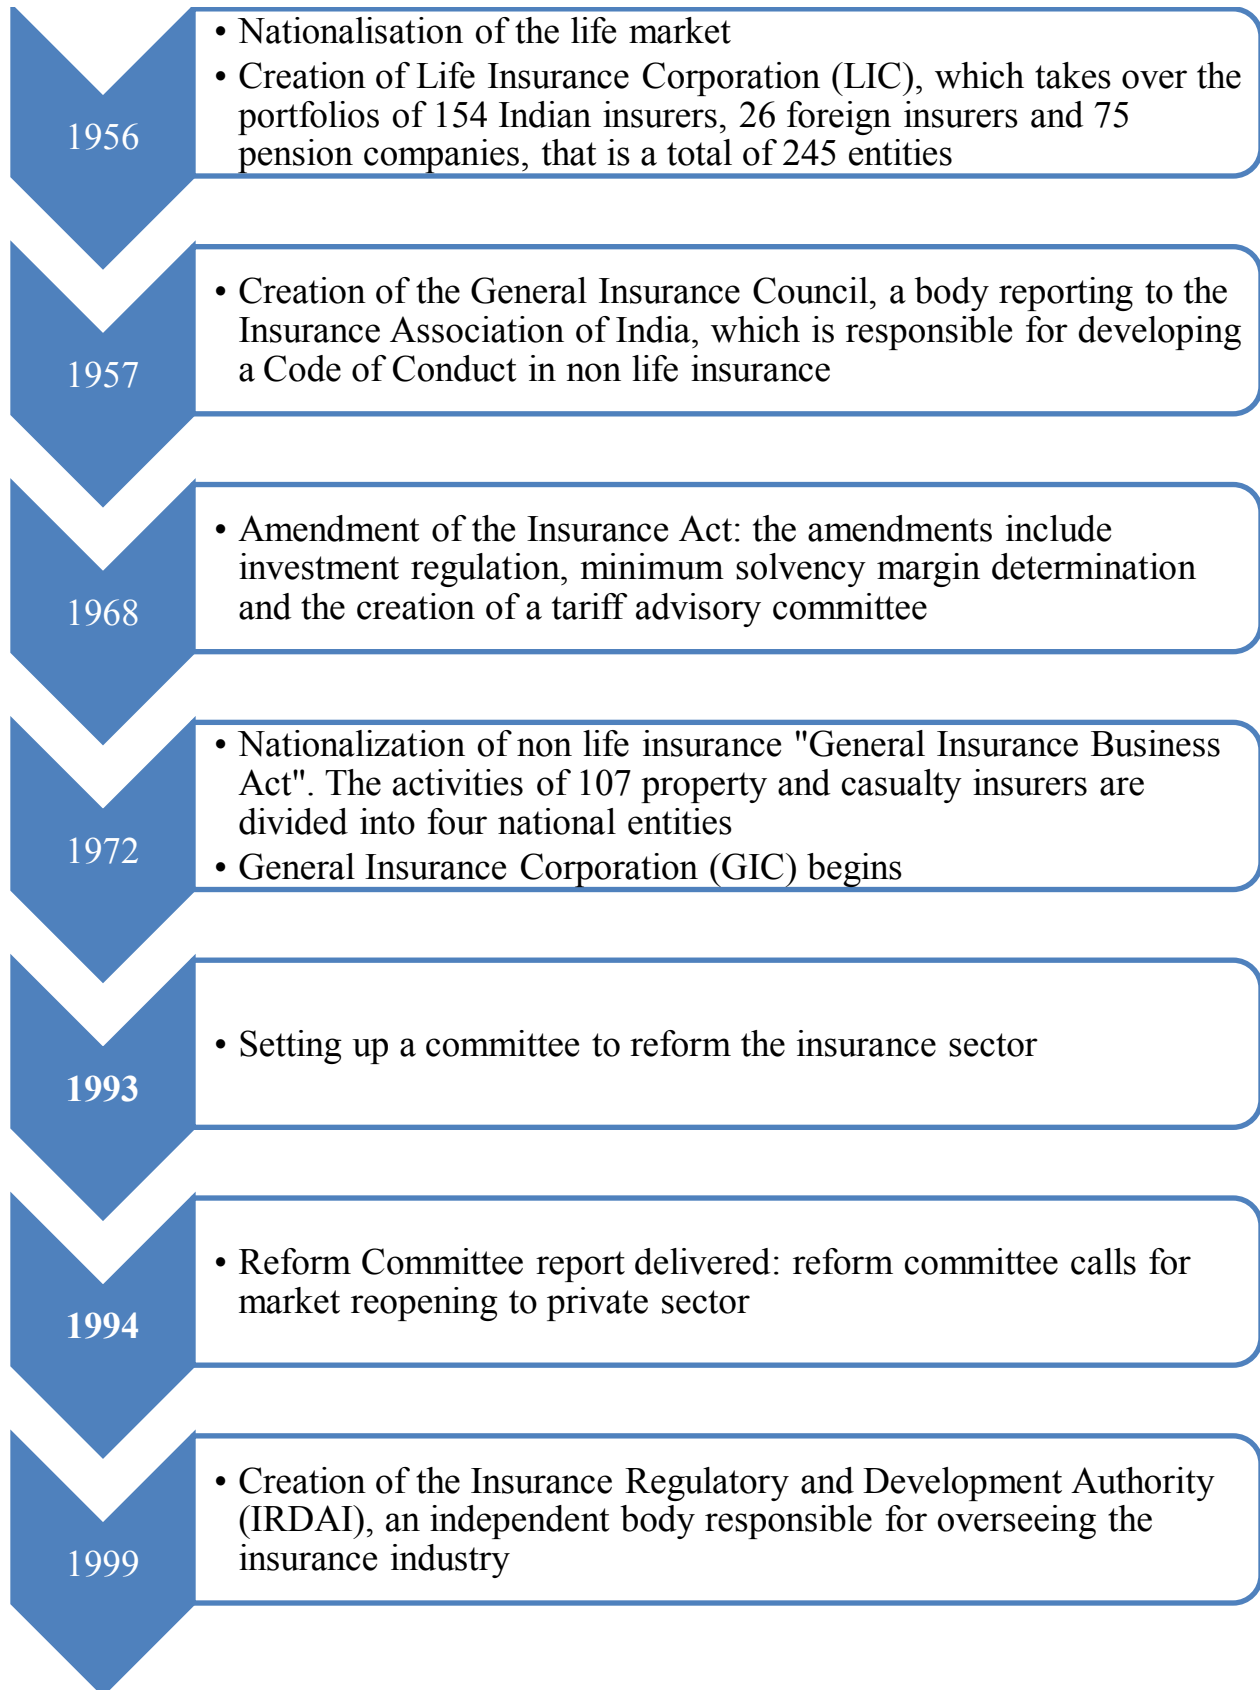 1956
• Nationalisation of the life market
• Creation of Life Insurance Corporation (LIC), which takes over the
portfolios of 154 Indian insurers, 26 foreign insurers and 75
pension companies, that is a total of 245 entities
1957
• Creation of the General Insurance Council, a body reporting to the
Insurance Association of India, which is responsible for developing
a Code of Conduct in non life insurance
1968
• Amendment of the Insurance Act: the amendments include
investment regulation, minimum solvency margin determination
and the creation of a tariff advisory committee
1972
• Nationalization of non life insurance "General Insurance Business
Act". The activities of 107 property and casualty insurers are
divided into four national entities
• General Insurance Corporation (GIC) begins
1993
• Setting up a committee to reform the insurance sector
1994
• Reform Committee report delivered: reform committee calls for
market reopening to private sector
1999
• Creation of the Insurance Regulatory and Development Authority
(IRDAI), an independent body responsible for overseeing the
insurance industry